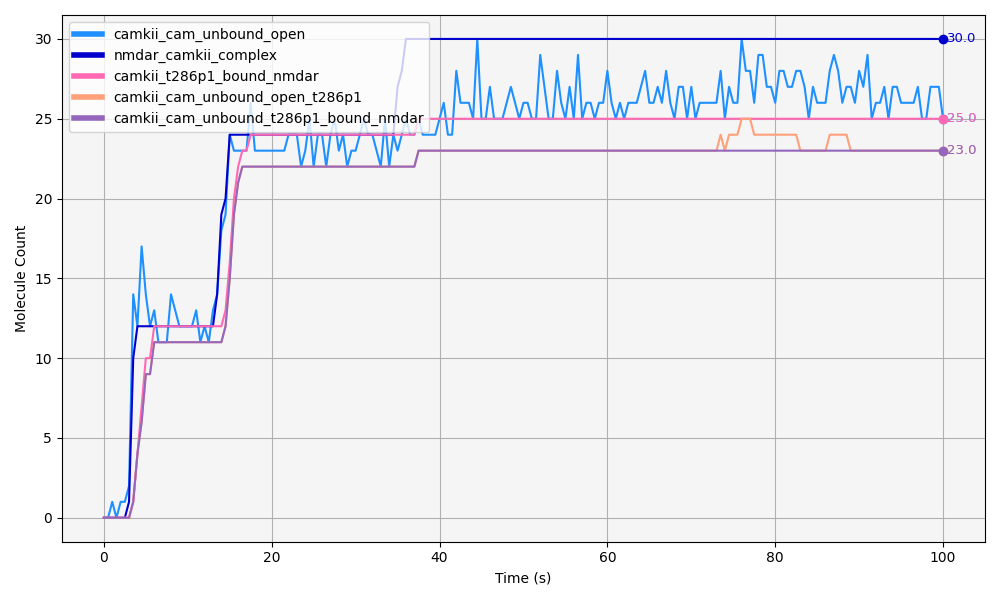 camkii_cam_unbound_open
nmdar_camkii_complex
camkii_t286p1_bound_nmdar
camkii_cam_unbound_open_t286p1
camkii_cam_unbound_t286p1_bound_nmdar
30.0
25.0
23.0
30
25
20
15
10
5
0
Molecule Count
0 20 40 60 80 100
Time (s)